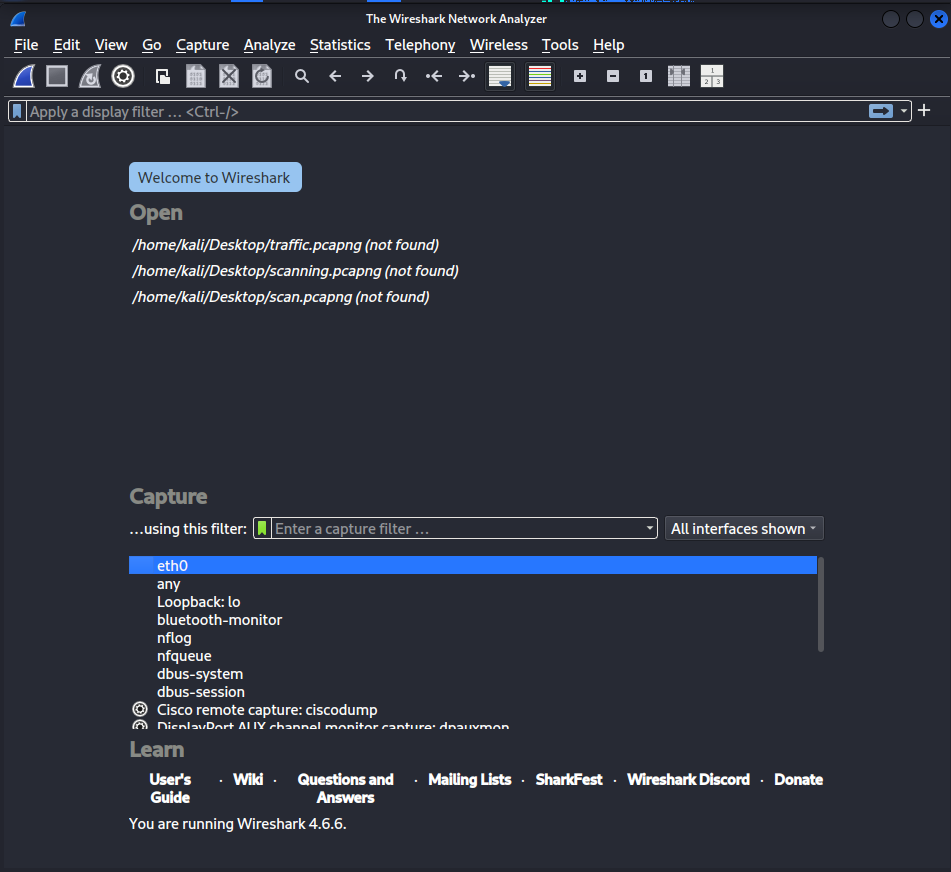 The Wireshark Network Analyzer
File Edit View Go Capture Analyze Statistics Telephony Wireless Tools Help
Apply a display filter … <Ctrl-/>
Welcome to Wireshark
Open
/home/kali/Desktop/traffic.pcapng (not found)
/home/kali/Desktop/scanning.pcapng (not found)
/home/kali/Desktop/scan.pcapng (not found)
Capture
…using this filter: Enter a capture filter … All interfaces shown
eth0
any
Loopback: lo
bluetooth-monitor
nflog
nfqueue
dbus-system
dbus-session
Cisco remote capture: ciscodump
DisplayPort AUX channel monitor capture: dpauxmon
Learn
User's Guide · Wiki · Questions and Answers · Mailing Lists · SharkFest · Wireshark Discord · Donate
You are running Wireshark 4.6.6.